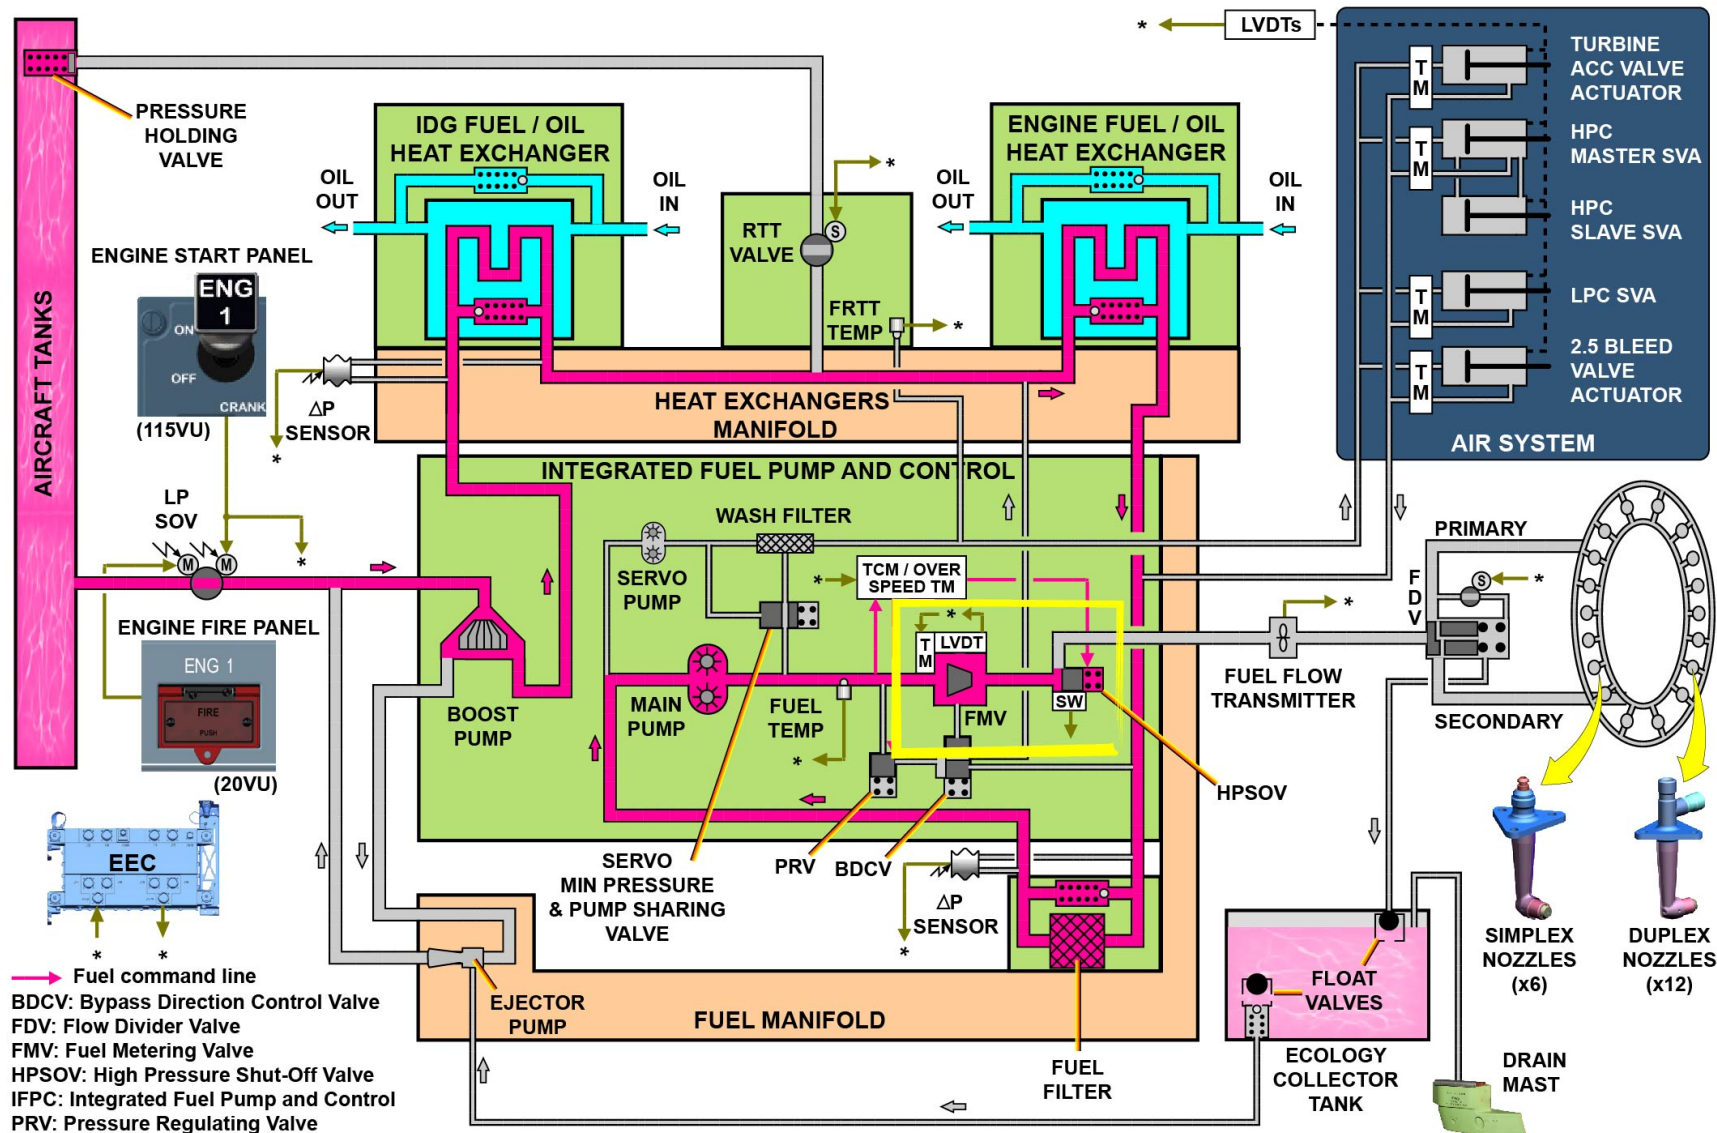 * LVDTs
TURBINE
ACC VALVE
ACTUATOR
T
M
HPC
MASTER SVA
T
M
HPC
SLAVE SVA
LPC SVA
T
M
2.5 BLEED
VALVE
ACTUATOR
T
M
AIR SYSTEM
PRESSURE
HOLDING
VALVE
AIRCRAFT TANKS
IDG FUEL / OIL
HEAT EXCHANGER
OIL
OUT
OIL
IN
RTT
VALVE
S
*
FRTT
TEMP
*
ENGINE FUEL / OIL
HEAT EXCHANGER
OIL
OUT
OIL
IN
ENGINE START PANEL
ENG
1
ON
OFF
CRANK
(115VU)
ΔP
SENSOR
*
HEAT EXCHANGERS
MANIFOLD
LP
SOV
M
M
*
ENGINE FIRE PANEL
ENG 1
FIRE
PUSH
(20VU)
INTEGRATED FUEL PUMP AND CONTROL
WASH FILTER
SERVO
PUMP
*
TCM / OVER
SPEED TM
*
T
M
LVDT
BOOST
PUMP
MAIN
PUMP
FUEL
TEMP
*
FMV
SW
*
HPSOV
SERVO
MIN PRESSURE
& PUMP SHARING
VALVE
PRV
BDCV
ΔP
SENSOR
*
PRIMARY
F
D
V
S
*
*
FUEL FLOW
TRANSMITTER
SECONDARY
EEC
*
*
EJECTOR
PUMP
FUEL MANIFOLD
FUEL
FILTER
FLOAT
VALVES
ECOLOGY
COLLECTOR
TANK
DRAIN
MAST
SIMPLEX
NOZZLES
(x6)
DUPLEX
NOZZLES
(x12)
Fuel command line
BDCV: Bypass Direction Control Valve
FDV: Flow Divider Valve
FMV: Fuel Metering Valve
HPSOV: High Pressure Shut-Off Valve
IFPC: Integrated Fuel Pump and Control
PRV: Pressure Regulating Valve